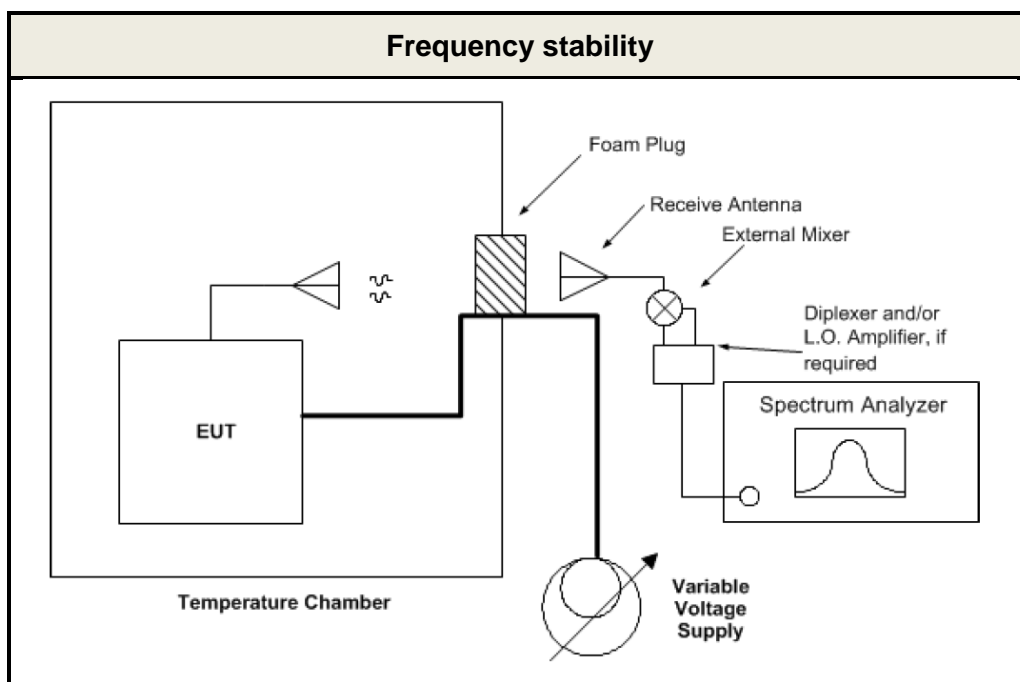 Frequency stability
Foam Plug
Receive Antenna
External Mixer
Diplexer and/or
L.O. Amplifier, if
required
Spectrum Analyzer
EUT
Temperature Chamber
Variable
Voltage
Supply